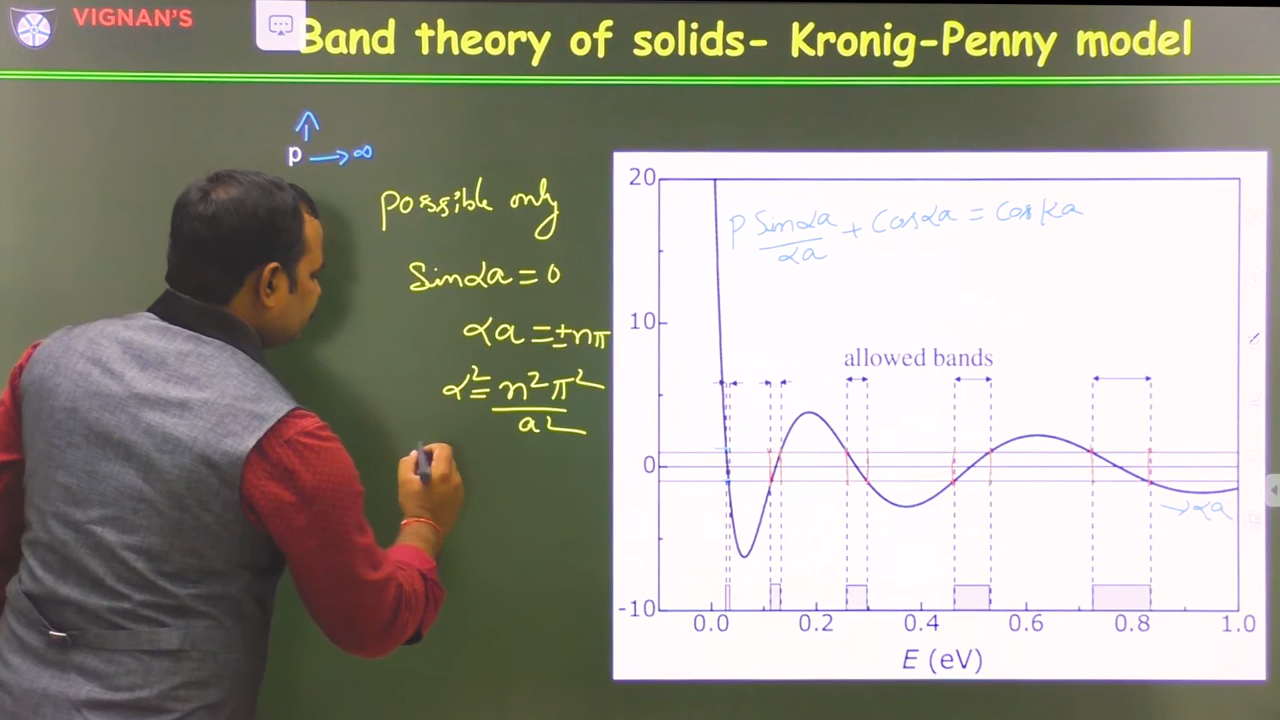 VIGNAN'S
Band theory of solids- Kronig-Penny model
P → ∞
Possible only
Sinαa = 0
αa = ±nπ
α² = n²π²
a²
20
P Sinαa + Cosαa = Cos Ka
αa
10
allowed bands
0
→ αa
-10
0.0 0.2 0.4 0.6 0.8 1.0
E (eV)